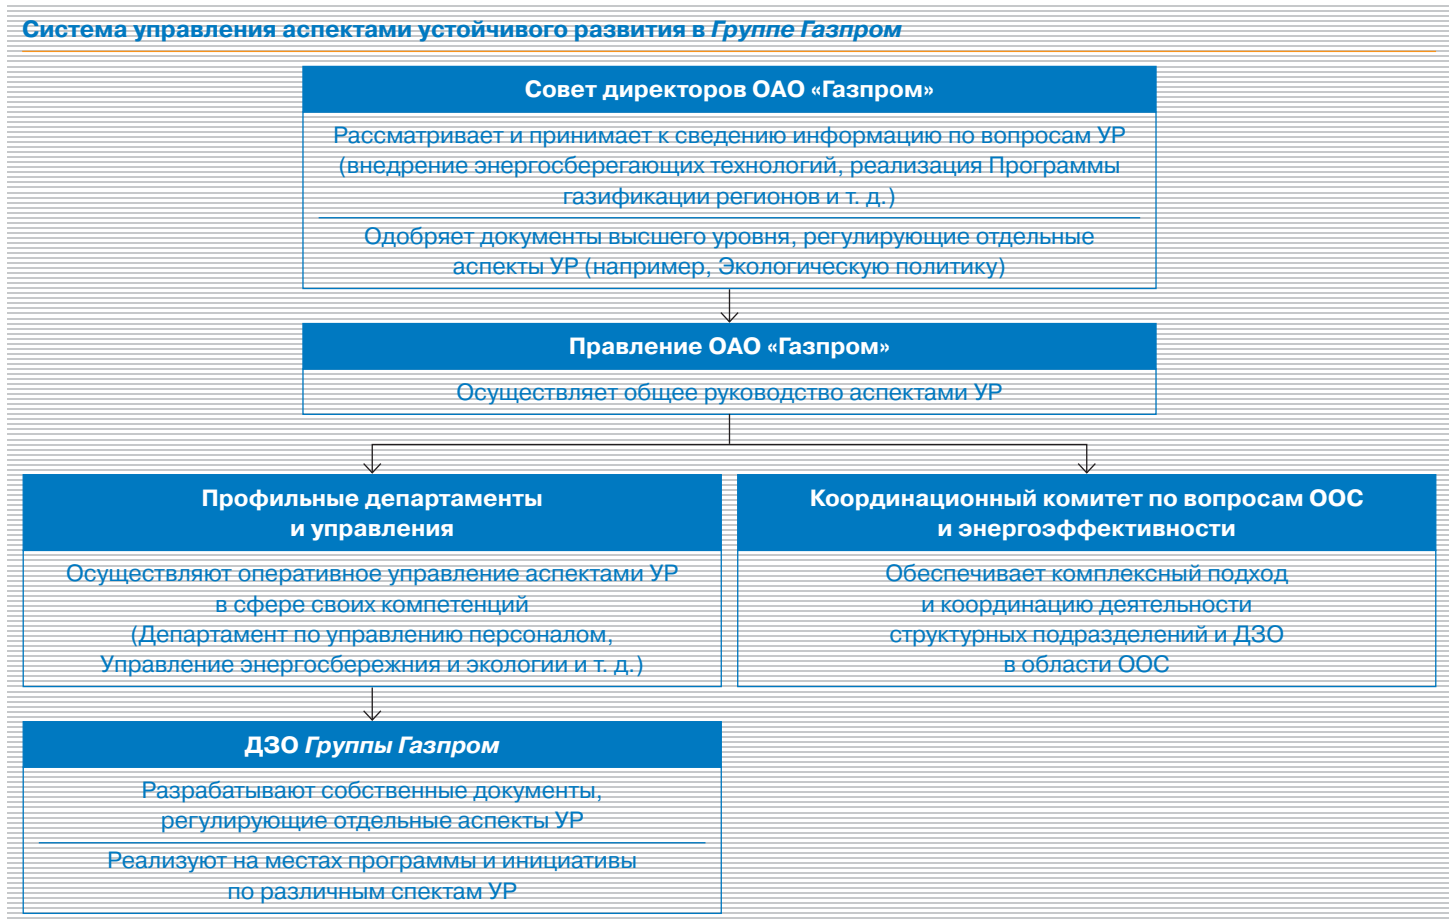 Система управления аспектами устойчивого развития в Группе Газпром
Совет директоров ОАО «Газпром»
Рассматривает и принимает к сведению информацию по вопросам УР
(внедрение энергосберегающих технологий, реализация Программы
газификации регионов и т. д.)
Одобряет документы высшего уровня, регулирующие отдельные
аспекты УР (например, Экологическую политику)
Правление ОАО «Газпром»
Осуществляет общее руководство аспектами УР
Профильные департаменты
и управления
Осуществляют оперативное управление аспектами УР
в сфере своих компетенций
(Департамент по управлению персоналом,
Управление энергосбережния и экологии и т. д.)
Координационный комитет по вопросам ООС
и энергоэффективности
Обеспечивает комплексный подход
и координацию деятельности
структурных подразделений и ДЗО
в области ООС
ДЗО Группы Газпром
Разрабатывают собственные документы,
регулирующие отдельные аспекты УР
Реализуют на местах программы и инициативы
по различным спектам УР